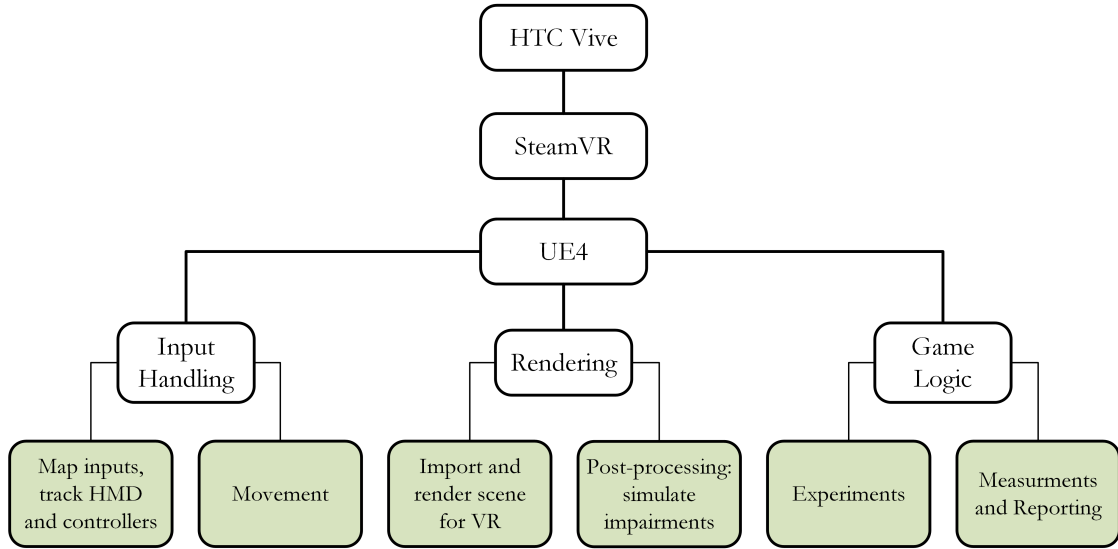 HTC Vive
SteamVR
UE4
Input
Handling
Rendering
Game
Logic
Map inputs,
track HMD
and controllers
Movement
Import and
render scene
for VR
Post-processing:
simulate
impairments
Experiments
Measurments
and Reporting